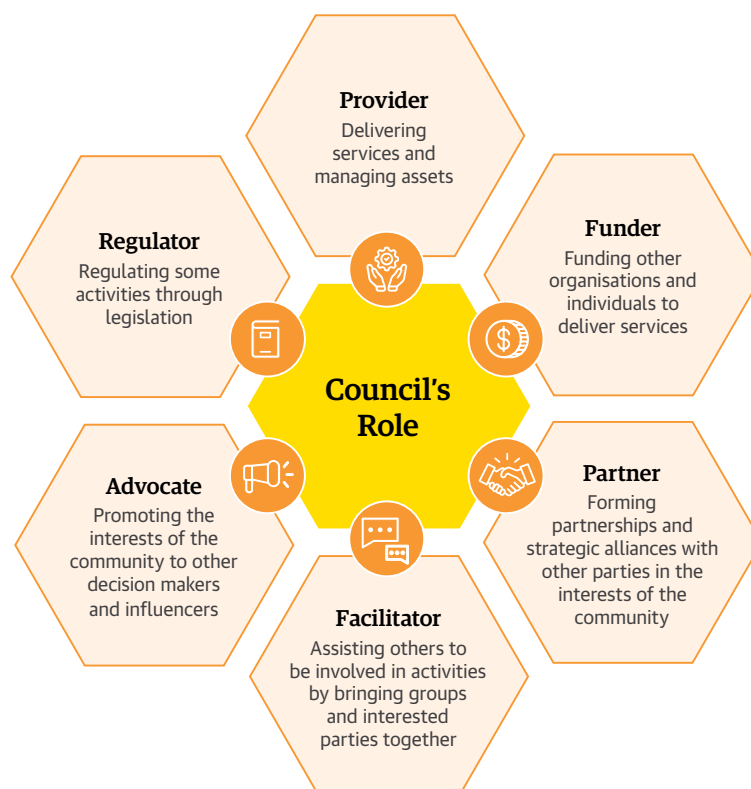 Provider
Delivering
services and
managing assets
Funder
Funding other
organisations and
individuals to
deliver services
Partner
Forming
partnerships and
strategic alliances with
other parties in the
interests of the
community
Facilitator
Assisting others to
be involved in activities
by bringing groups
and interested
parties together
Advocate
Promoting the
interests of the
community to other
decision makers
and influencers
Regulator
Regulating some
activities through
legislation
Council’s
Role
$